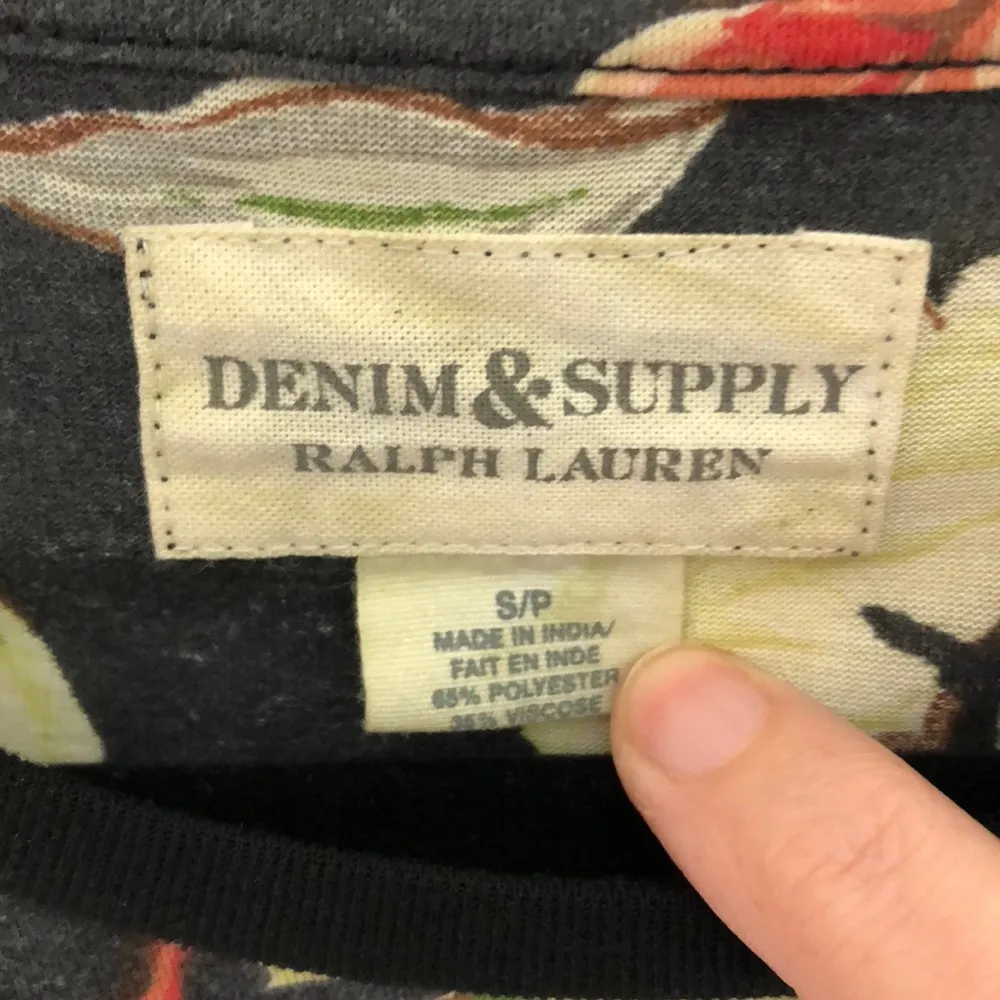 DENIM & SUPPLY
RALPH LAUREN
S/P
MADE IN INDIA/
FAIT EN INDE
65% POLYESTER
35% VISCOSE